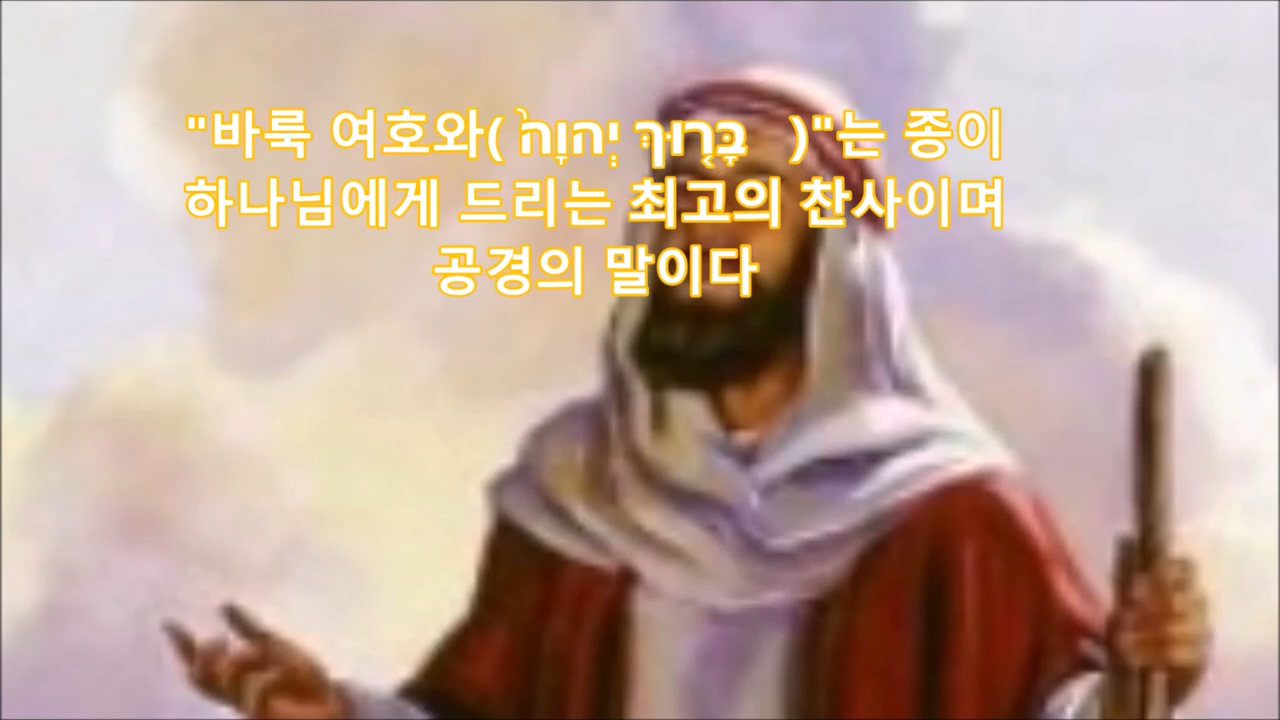 "바룩 여호와( בָּר֤וּךְ יְהוָה֙ )"는 종이
하나님에게 드리는 최고의 찬사이며
공경의 말이다